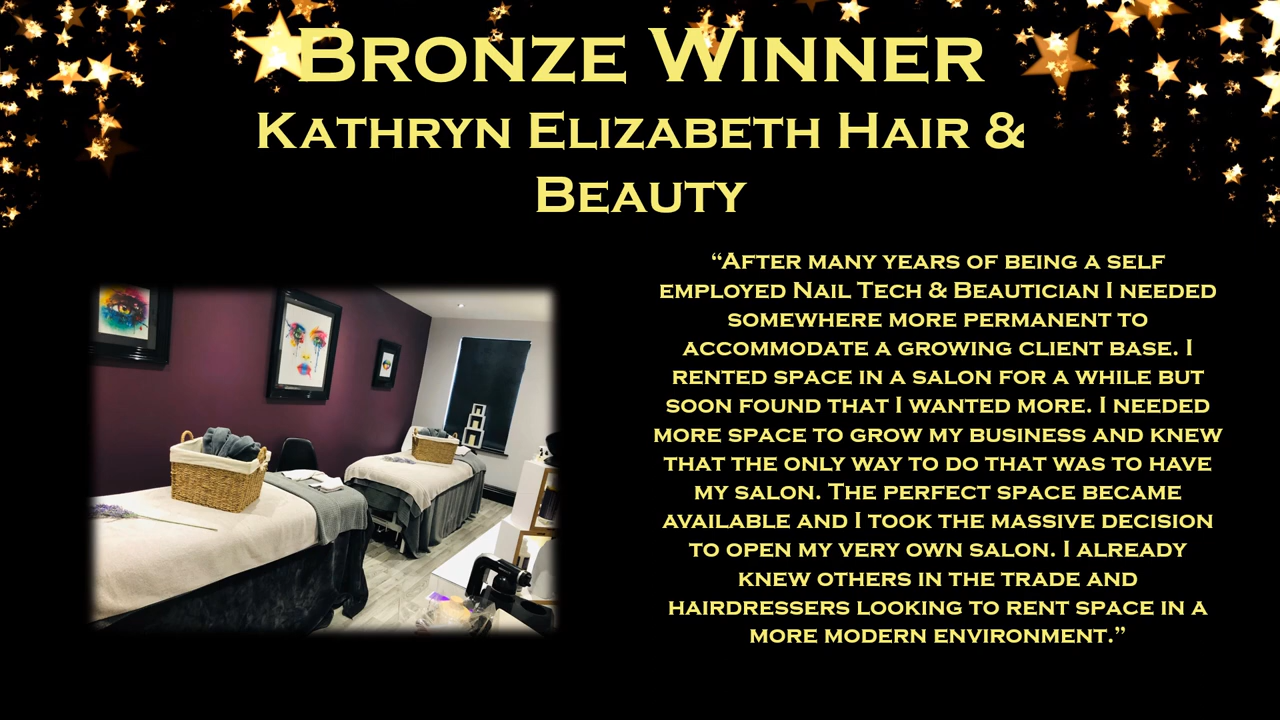 Bronze Winner
Kathryn Elizabeth Hair &
Beauty
“After many years of being a self
employed Nail Tech & Beautician I needed
somewhere more permanent to
accommodate a growing client base. I
rented space in a salon for a while but
soon found that I wanted more. I needed
more space to grow my business and knew
that the only way to do that was to have
my salon. The perfect space became
available and I took the massive decision
to open my very own salon. I already
knew others in the trade and
hairdressers looking to rent space in a
more modern environment.”